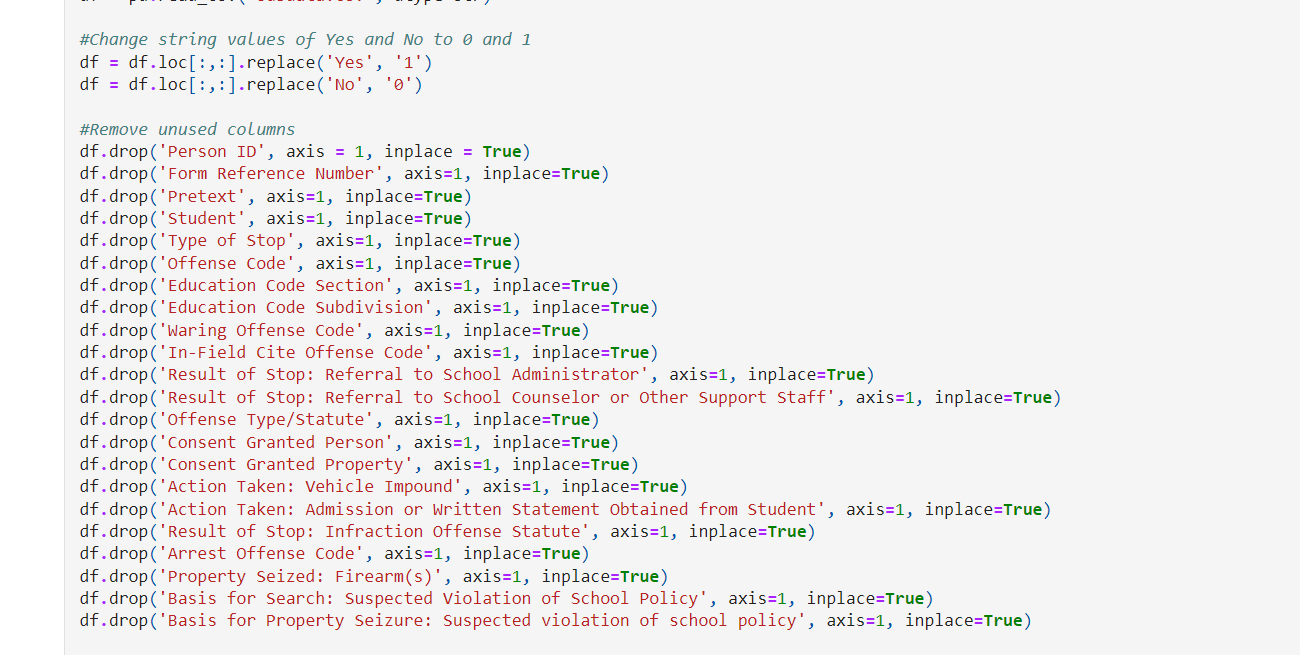 #Change string values of Yes and No to 0 and 1
df = df.loc[:,:].replace('Yes', '1')
df = df.loc[:,:].replace('No', '0')
#Remove unused columns
df.drop('Person ID', axis = 1, inplace = True)
df.drop('Form Reference Number', axis=1, inplace=True)
df.drop('Pretext', axis=1, inplace=True)
df.drop('Student', axis=1, inplace=True)
df.drop('Type of Stop', axis=1, inplace=True)
df.drop('Offense Code', axis=1, inplace=True)
df.drop('Education Code Section', axis=1, inplace=True)
df.drop('Education Code Subdivision', axis=1, inplace=True)
df.drop('Waring Offense Code', axis=1, inplace=True)
df.drop('In-Field Cite Offense Code', axis=1, inplace=True)
df.drop('Result of Stop: Referral to School Administrator', axis=1, inplace=True)
df.drop('Result of Stop: Referral to School Counselor or Other Support Staff', axis=1, inplace=True)
df.drop('Offense Type/Statute', axis=1, inplace=True)
df.drop('Consent Granted Person', axis=1, inplace=True)
df.drop('Consent Granted Property', axis=1, inplace=True)
df.drop('Action Taken: Vehicle Impound', axis=1, inplace=True)
df.drop('Action Taken: Admission or Written Statement Obtained from Student', axis=1, inplace=True)
df.drop('Result of Stop: Infraction Offense Statute', axis=1, inplace=True)
df.drop('Arrest Offense Code', axis=1, inplace=True)
df.drop('Property Seized: Firearm(s)', axis=1, inplace=True)
df.drop('Basis for Search: Suspected Violation of School Policy', axis=1, inplace=True)
df.drop('Basis for Property Seizure: Suspected violation of school policy', axis=1, inplace=True)